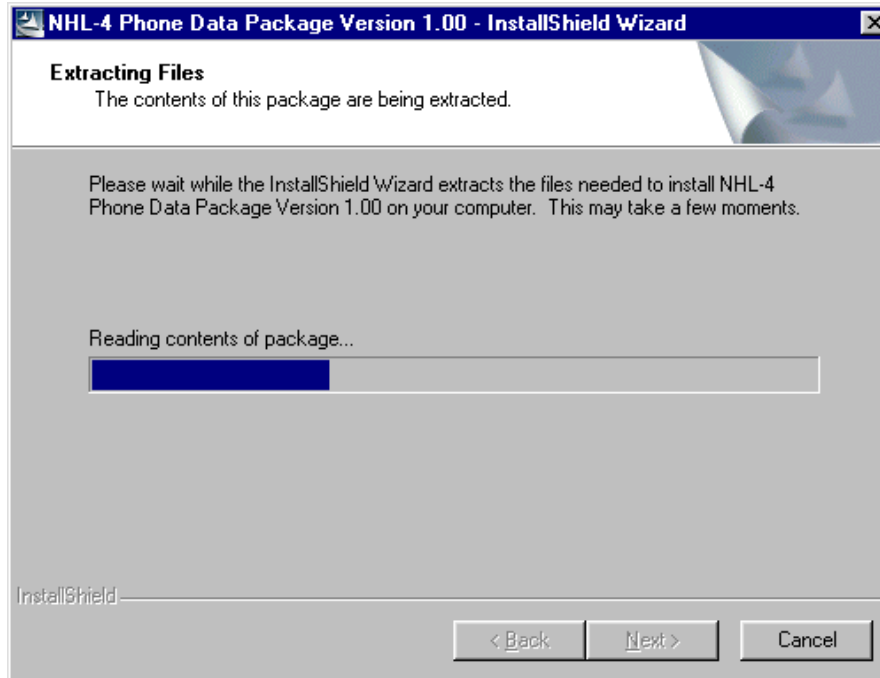 NHL-4 Phone Data Package Version 1.00 - InstallShield Wizard
Extracting Files
The contents of this package are being extracted.
Please wait while the InstallShield Wizard extracts the files needed to install NHL-4
Phone Data Package Version 1.00 on your computer.  This may take a few moments.
Reading contents of package...
InstallShield
< Back
Next >
Cancel